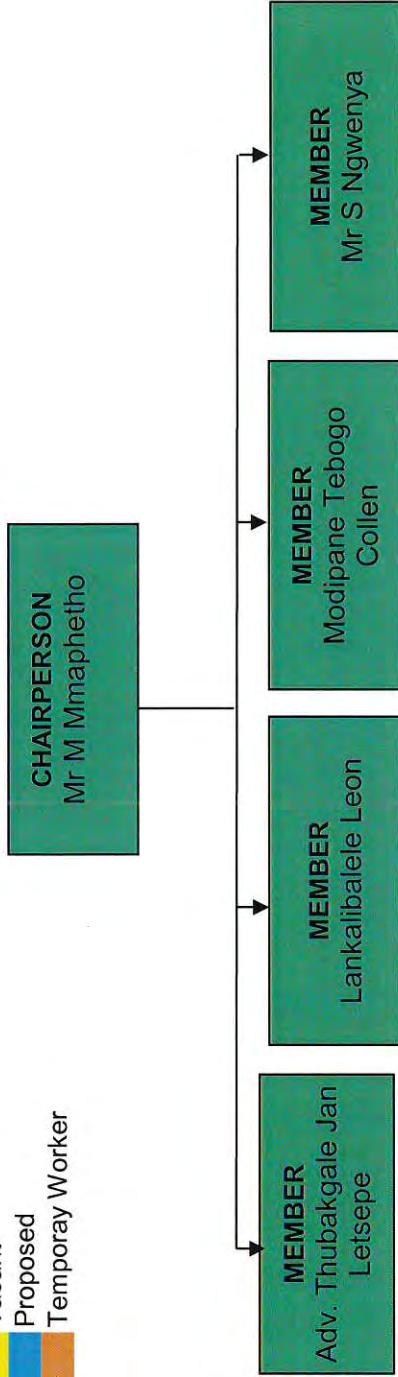 Proposed
Temporay Worker
CHAIRPERSON
Mr M Mmaphetho
MEMBER
Adv. Thubakgale Jan
Letsepe
MEMBER
Lankalibalele Leon
MEMBER
Modipane Tebogo
Collen
MEMBER
Mr S Ngwenya